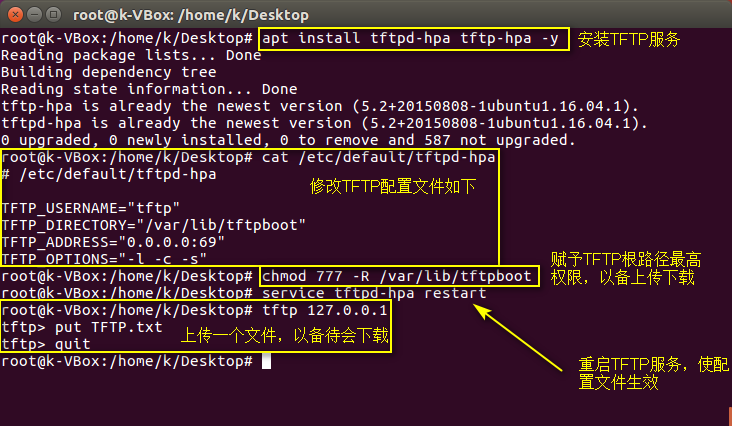 root@k-VBox: /home/k/Desktop
root@k-VBox:/home/k/Desktop# apt install tftpd-hpa tftp-hpa -y 安装TFTP服务
Reading package lists... Done
Building dependency tree
Reading state information... Done
tftp-hpa is already the newest version (5.2+20150808-1ubuntu1.16.04.1).
tftpd-hpa is already the newest version (5.2+20150808-1ubuntu1.16.04.1).
0 upgraded, 0 newly installed, 0 to remove and 587 not upgraded.
root@k-VBox:/home/k/Desktop# cat /etc/default/tftpd-hpa
# /etc/default/tftpd-hpa
修改TFTP配置文件如下
TFTP_USERNAME="tftp"
TFTP_DIRECTORY="/var/lib/tftpboot"
TFTP_ADDRESS="0.0.0.0:69"
TFTP_OPTIONS="-l -c -s"
root@k-VBox:/home/k/Desktop# chmod 777 -R /var/lib/tftpboot
赋予TFTP根路径最高
权限，以备上传下载
root@k-VBox:/home/k/Desktop# service tftpd-hpa restart
root@k-VBox:/home/k/Desktop# tftp 127.0.0.1
tftp> put TFTP.txt
上传一个文件，以备待会下载
tftp> quit
root@k-VBox:/home/k/Desktop#
重启TFTP服务，使配
置文件生效